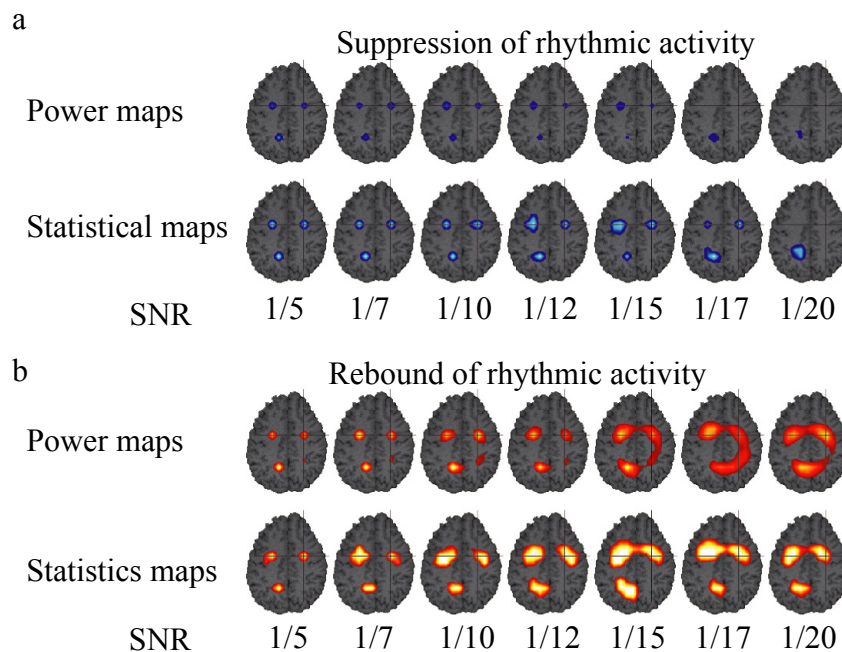 a
Suppression of rhythmic activity
Power maps
Statistical maps
SNR 1/5 1/7 1/10 1/12 1/15 1/17 1/20
b
Rebound of rhythmic activity
Power maps
Statistics maps
SNR 1/5 1/7 1/10 1/12 1/15 1/17 1/20